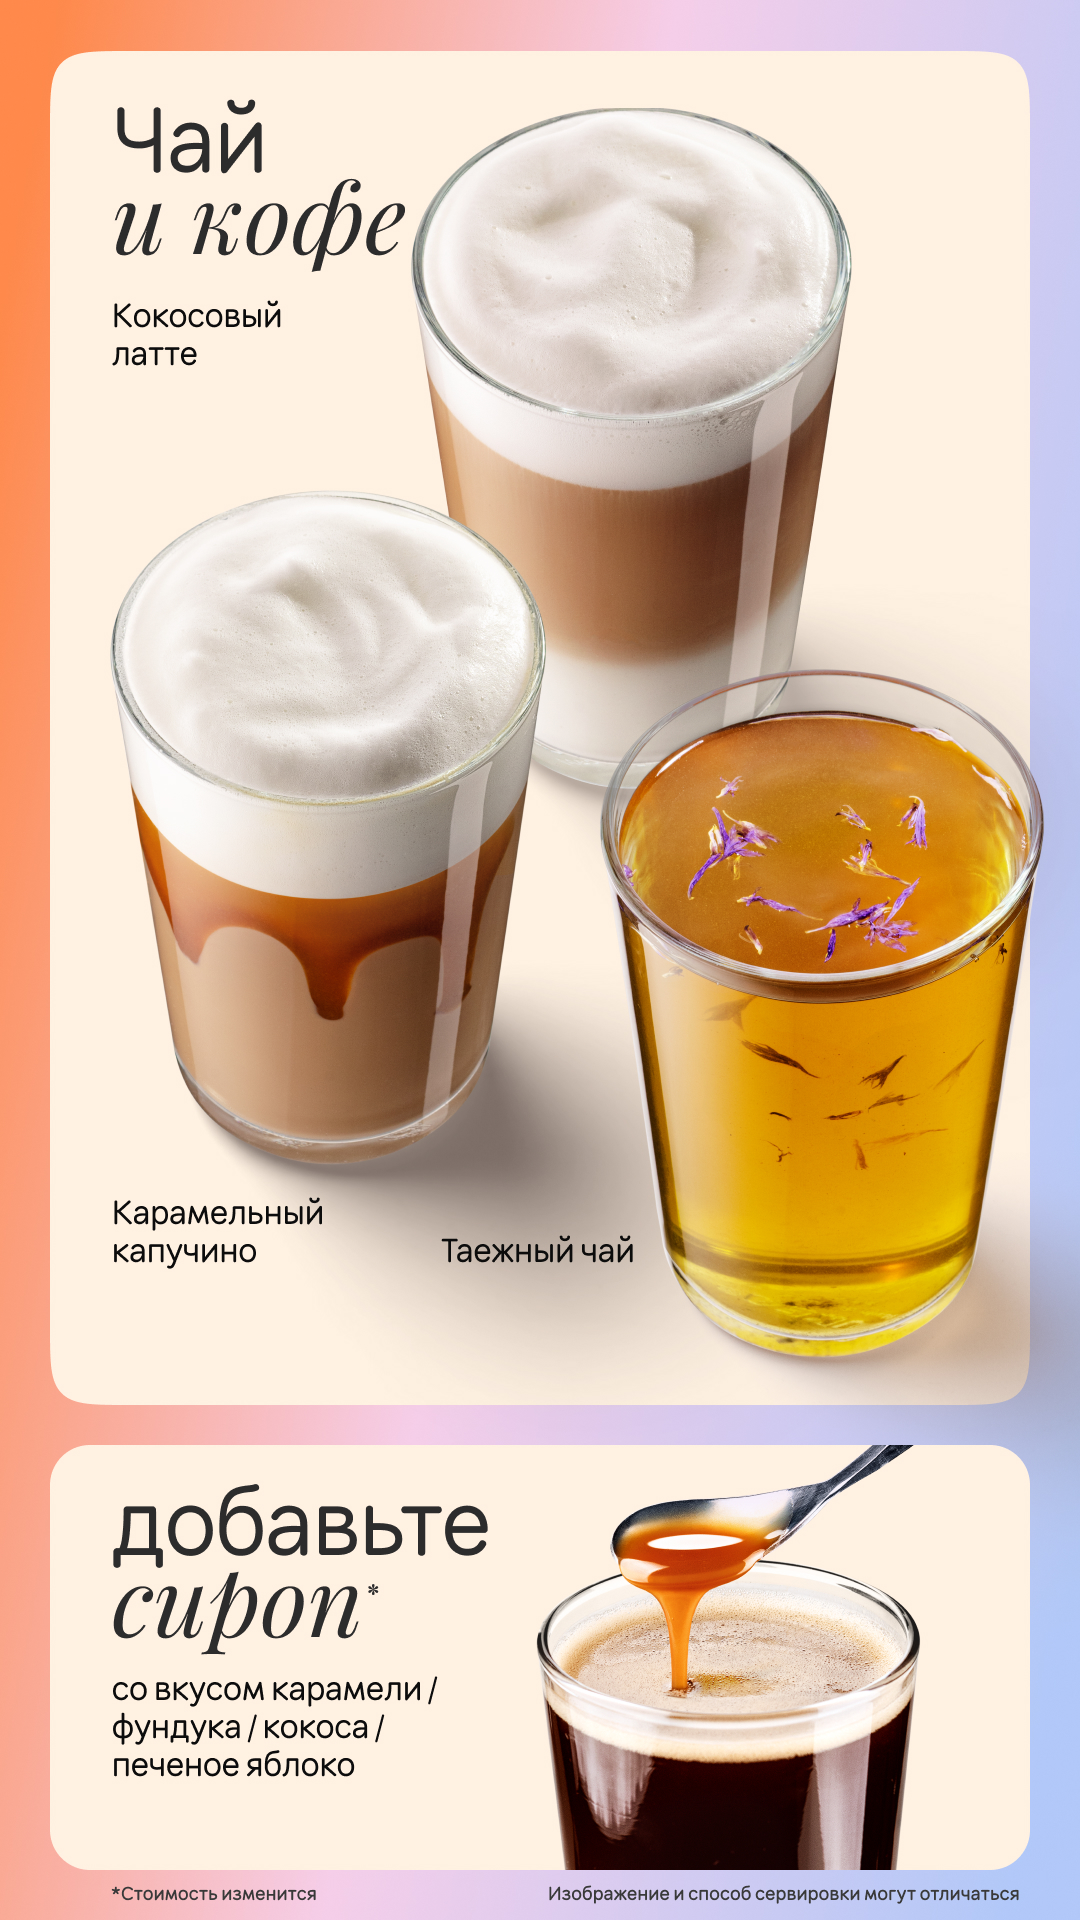 Чай
и кофе
Кокосовый
латте
Карамельный
капучино
Таежный чай
добавьте
сироп*
со вкусом карамели /
фундука / кокоса /
печеное яблоко
*Стоимость изменится
Изображение и способ сервировки могут отличаться